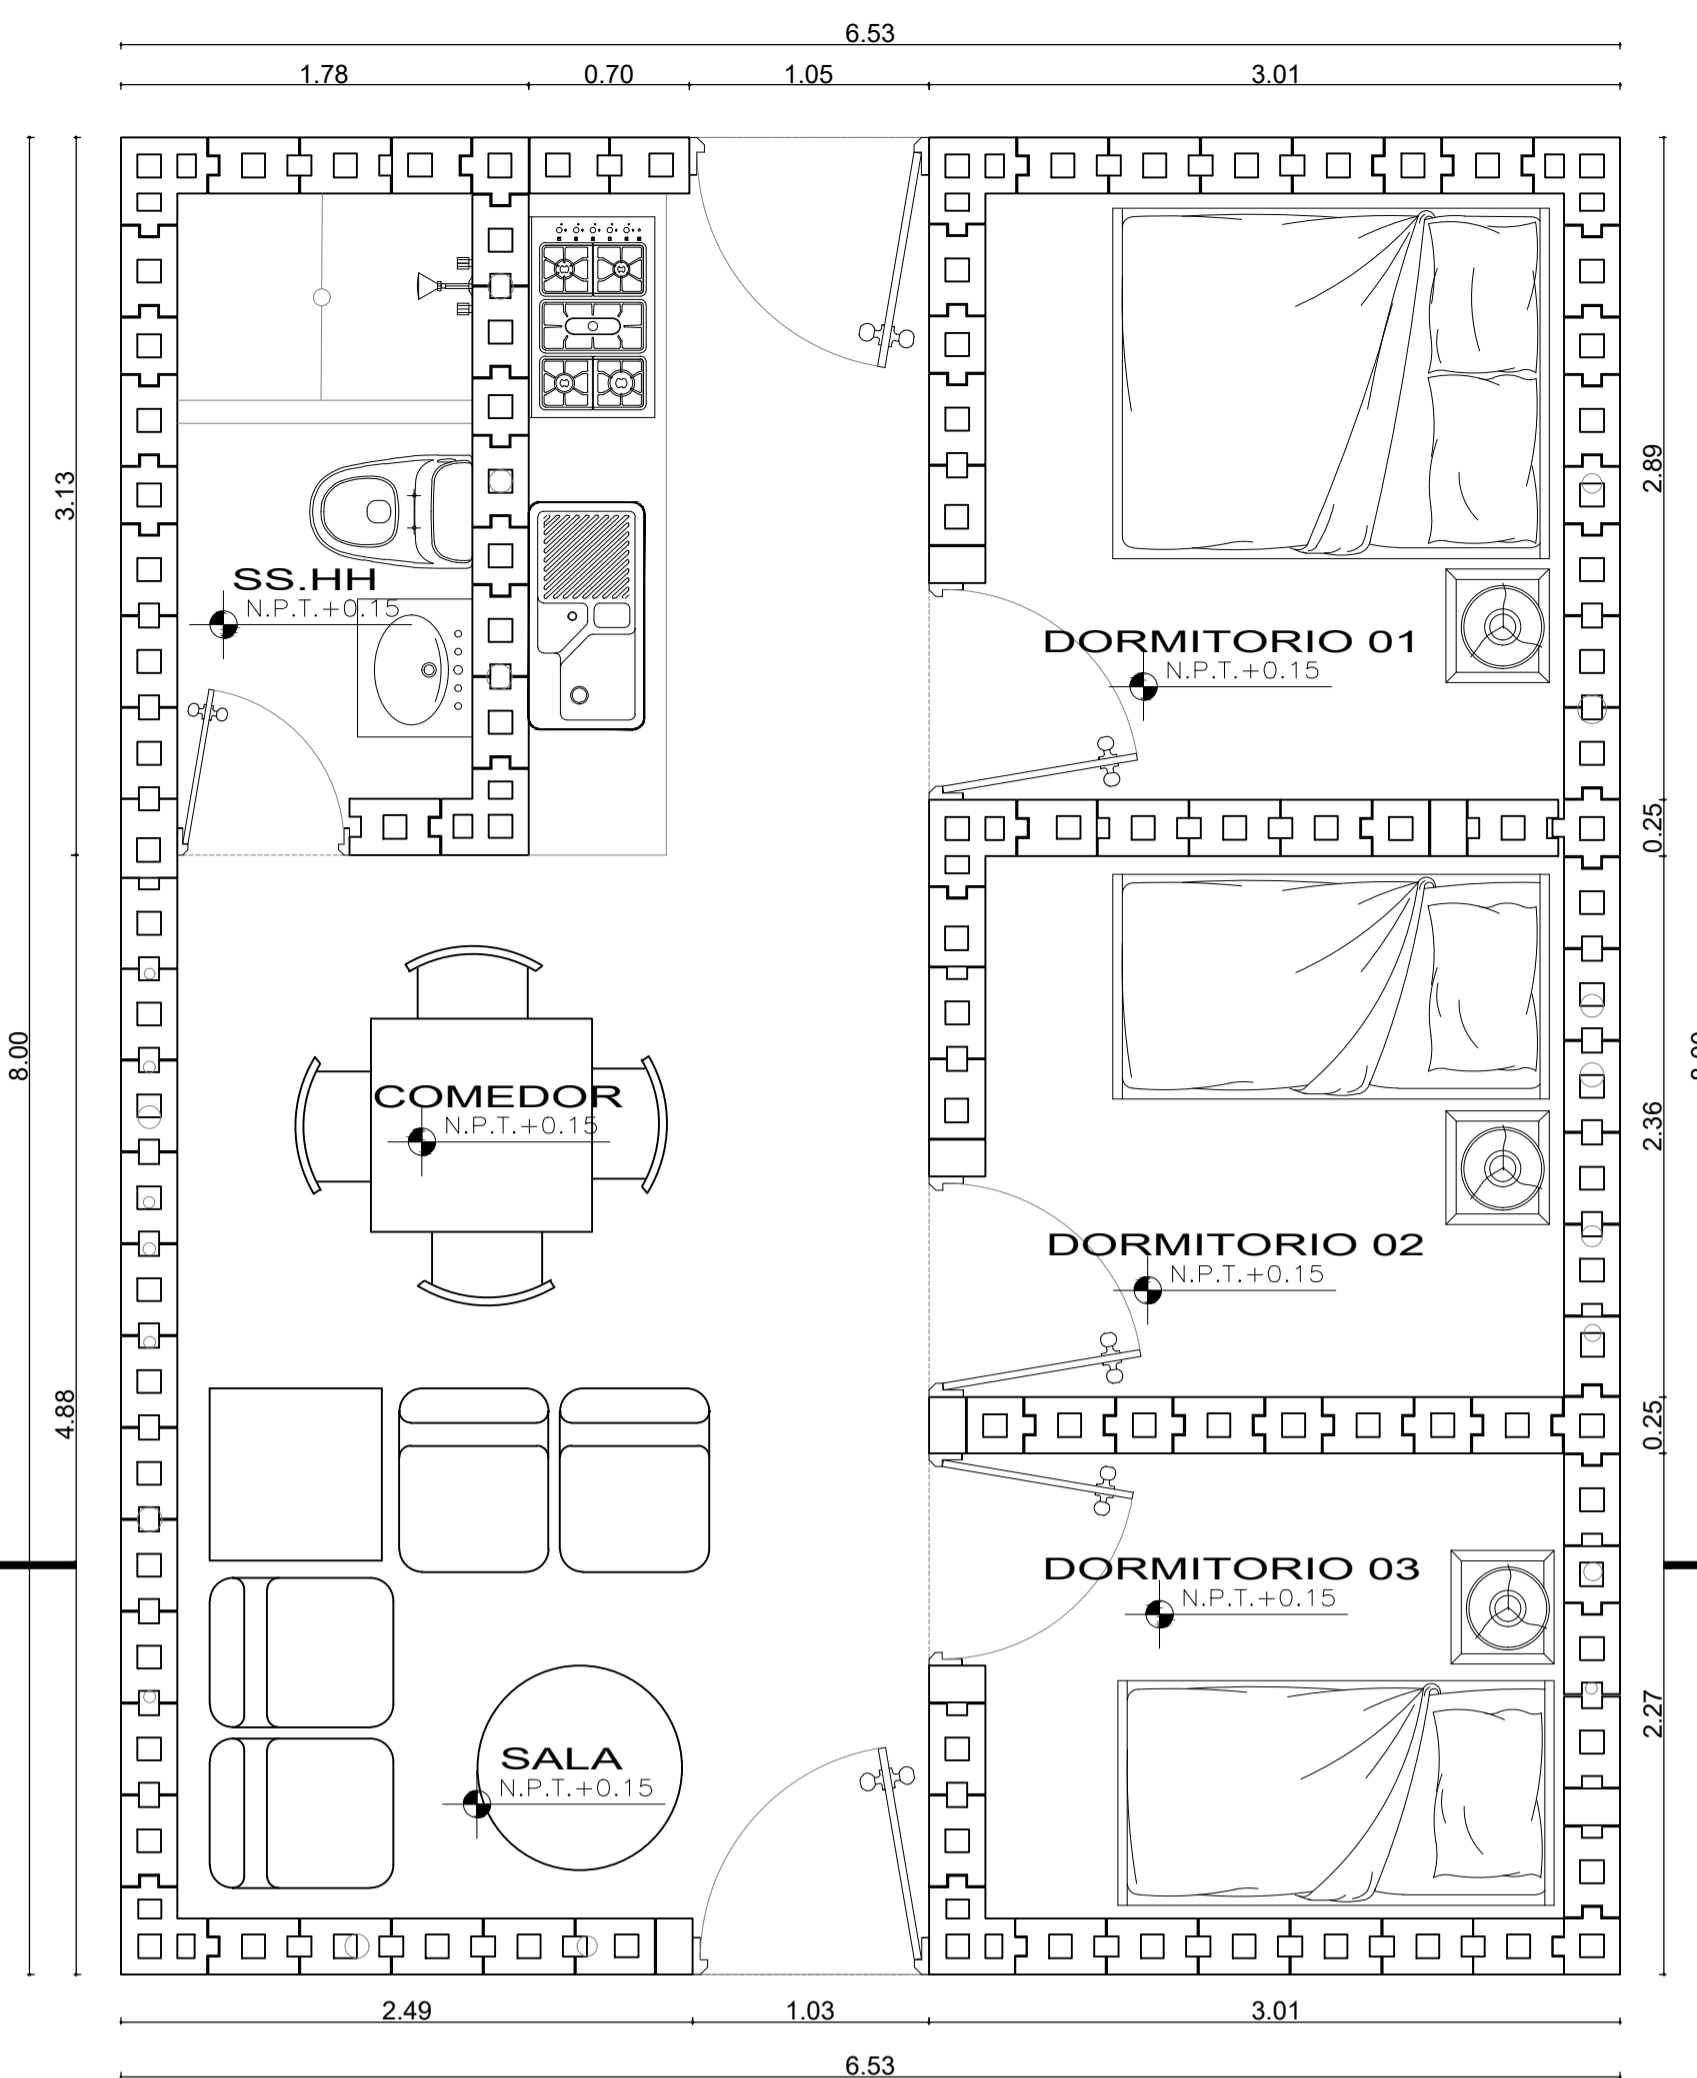 6.53
1.78
0.70
1.05
3.01
3.13
2.89
SS.HH
N.P.T.+0.15
DORMITORIO 01
N.P.T.+0.15
0.25
8.00
COMEDOR
N.P.T.+0.15
2.36
DORMITORIO 02
N.P.T.+0.15
4.88
0.25
DORMITORIO 03
N.P.T.+0.15
2.27
SALA
N.P.T.+0.15
2.49
1.03
3.01
6.53